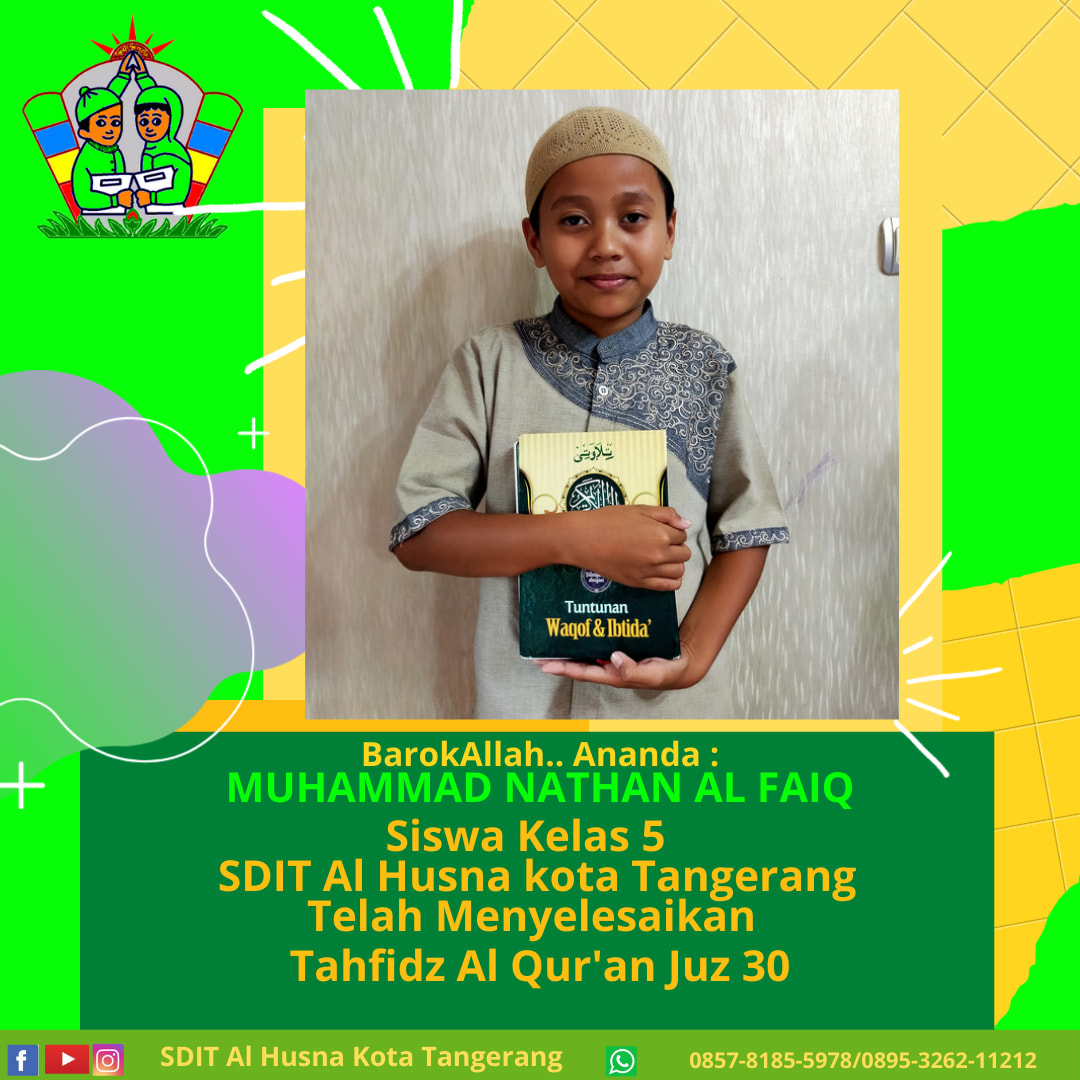 تلاوتي
Tuntunan
Waqof & Ibtida'
BarokAllah.. Ananda :
MUHAMMAD NATHAN AL FAIQ
Siswa Kelas 5
SDIT Al Husna kota Tangerang
Telah Menyelesaikan
Tahfidz Al Qur'an Juz 30
SDIT Al Husna Kota Tangerang
0857-8185-5978/0895-3262-11212